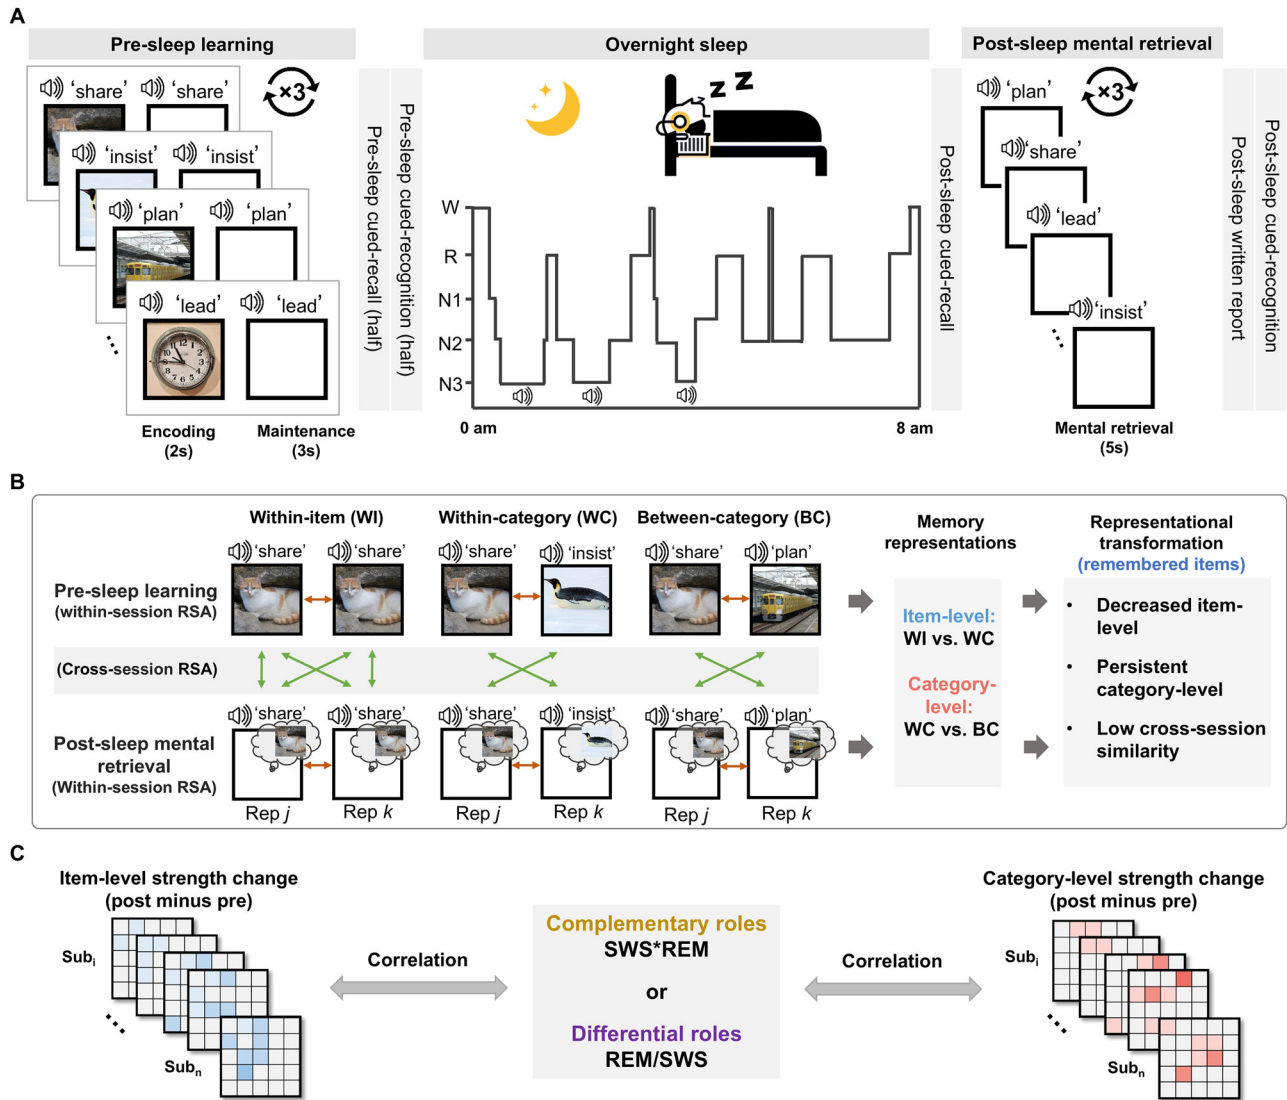 A
Pre-sleep learning
Overnight sleep
Post-sleep mental retrieval
'share' 'share'
×3
'insist' 'insist'
'plan' 'plan'
'lead' 'lead'
Encoding
(2s)
Maintenance
(3s)
Pre-sleep cued-recall (half)
Pre-sleep cued-recognition (half)
z z
W
R
N1
N2
N3
0 am
8 am
Post-sleep cued-recall
'plan'
×3
'share'
'lead'
'insist'
Mental retrieval
(5s)
Post-sleep written report
Post-sleep cued-recognition
B
Within-item (WI)
Within-category (WC)
Between-category (BC)
Memory
representations
Representational
transformation
(remembered items)
'share' 'share'
'share' 'insist'
'share' 'plan'
Pre-sleep learning
(within-session RSA)
(Cross-session RSA)
'share' 'share'
'share' 'insist'
'share' 'plan'
Post-sleep mental
retrieval
(Within-session RSA)
Rep j Rep k
Rep j Rep k
Rep j Rep k
Item-level:
WI vs. WC
Category-
level:
WC vs. BC
• Decreased item-
level
• Persistent
category-level
• Low cross-session
similarity
C
Item-level strength change
(post minus pre)
Subi
Subn
Correlation
Complementary roles
SWS*REM
or
Differential roles
REM/SWS
Correlation
Category-level strength change
(post minus pre)
Subi
Subn